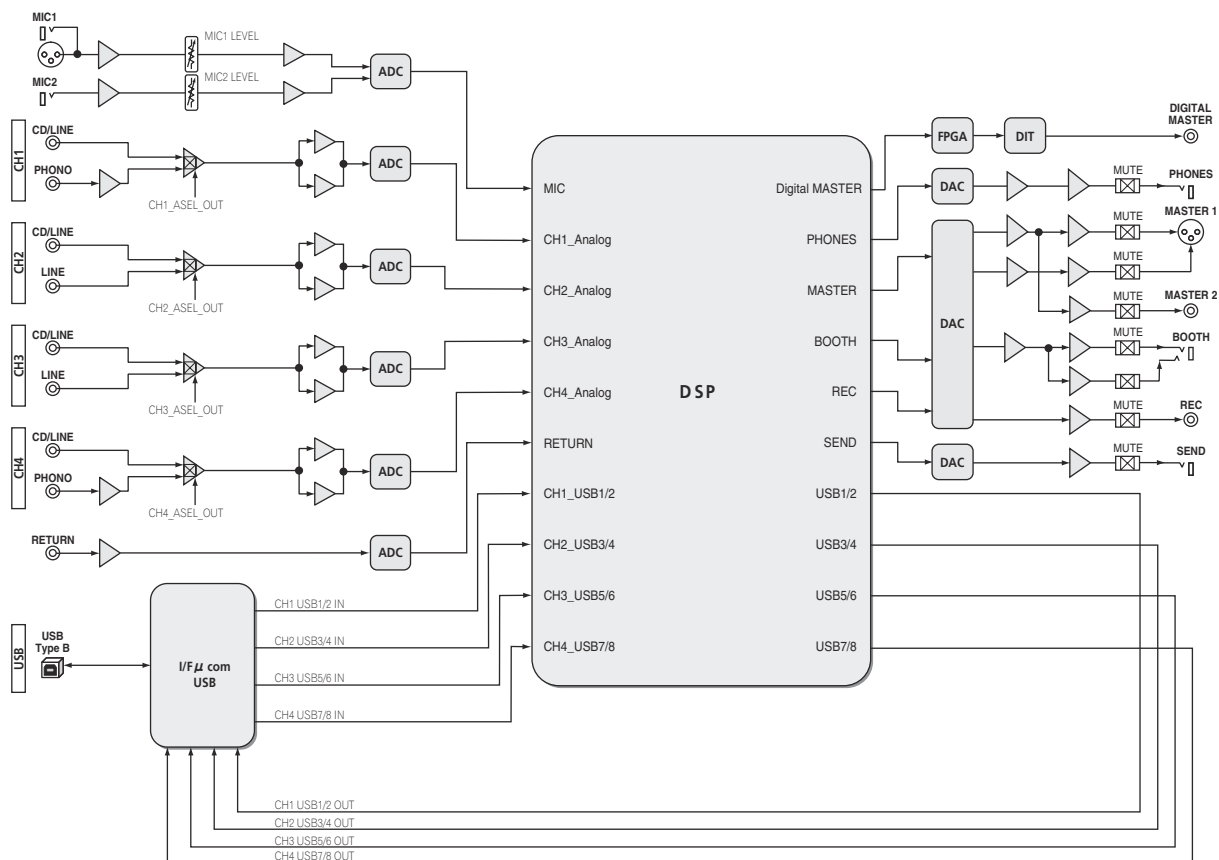 MIC1
MIC1 LEVEL
ADC
MIC2
MIC2 LEVEL
CH1
CD/LINE
PHONO
CH1_ASEL_OUT
ADC
CH2
CD/LINE
LINE
CH2_ASEL_OUT
ADC
CH3
CD/LINE
LINE
CH3_ASEL_OUT
ADC
CH4
CD/LINE
PHONO
CH4_ASEL_OUT
ADC
RETURN
ADC
USB
USB
Type B
I/F μ com
USB
CH1 USB1/2 IN
CH2 USB3/4 IN
CH3 USB5/6 IN
CH4 USB7/8 IN
DSP
MIC
CH1_Analog
CH2_Analog
CH3_Analog
CH4_Analog
RETURN
CH1_USB1/2
CH2_USB3/4
CH3_USB5/6
CH4_USB7/8
Digital MASTER
PHONES
MASTER
BOOTH
REC
SEND
USB1/2
USB3/4
USB5/6
USB7/8
FPGA
DIT
DIGITAL
MASTER
DAC
MUTE
PHONES
DAC
MUTE
MASTER 1
MUTE
MUTE
MASTER 2
MUTE
BOOTH
MUTE
REC
DAC
MUTE
SEND
CH1 USB1/2 OUT
CH2 USB3/4 OUT
CH3 USB5/6 OUT
CH4 USB7/8 OUT